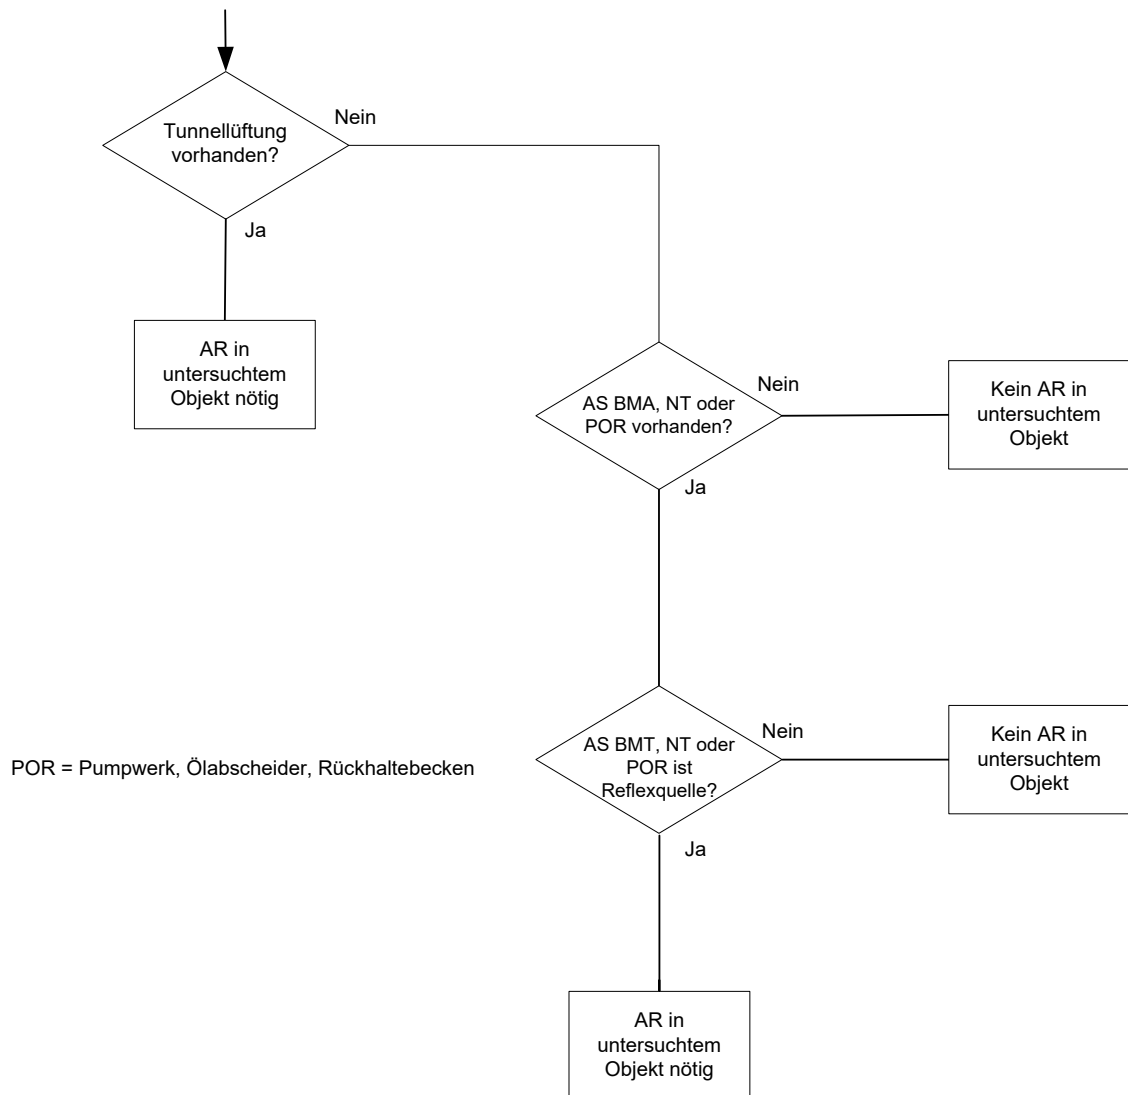 Nein
Tunnellüftung
vorhanden?
Ja
AR in
untersuchtem
Objekt nötig
Nein
AS BMA, NT oder
POR vorhanden?
Kein AR in
untersuchtem
Objekt
Ja
Nein
AS BMT, NT oder
POR ist
Reflexquelle?
Kein AR in
untersuchtem
Objekt
POR = Pumpwerk, Ölabscheider, Rückhaltebecken
Ja
AR in
untersuchtem
Objekt nötig